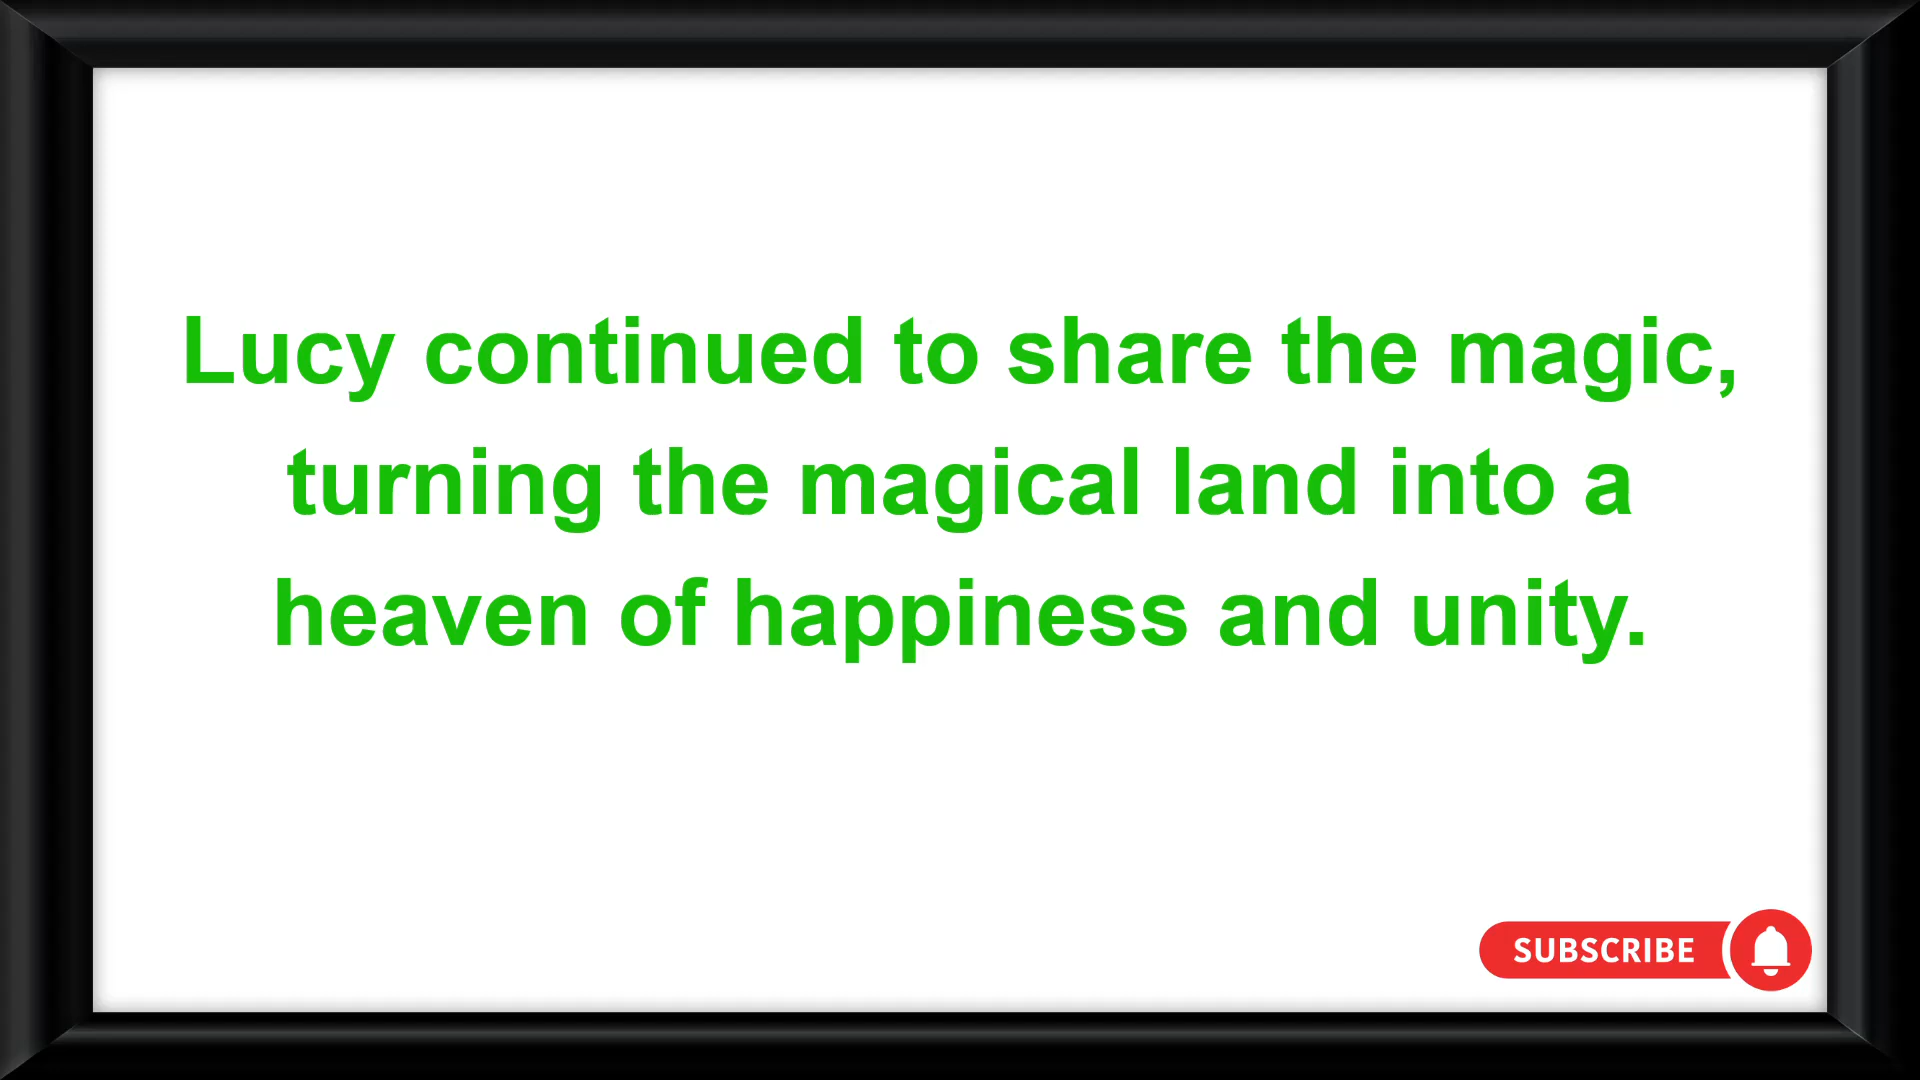 Lucy continued to share the magic,
turning the magical land into a
heaven of happiness and unity.
SUBSCRIBE